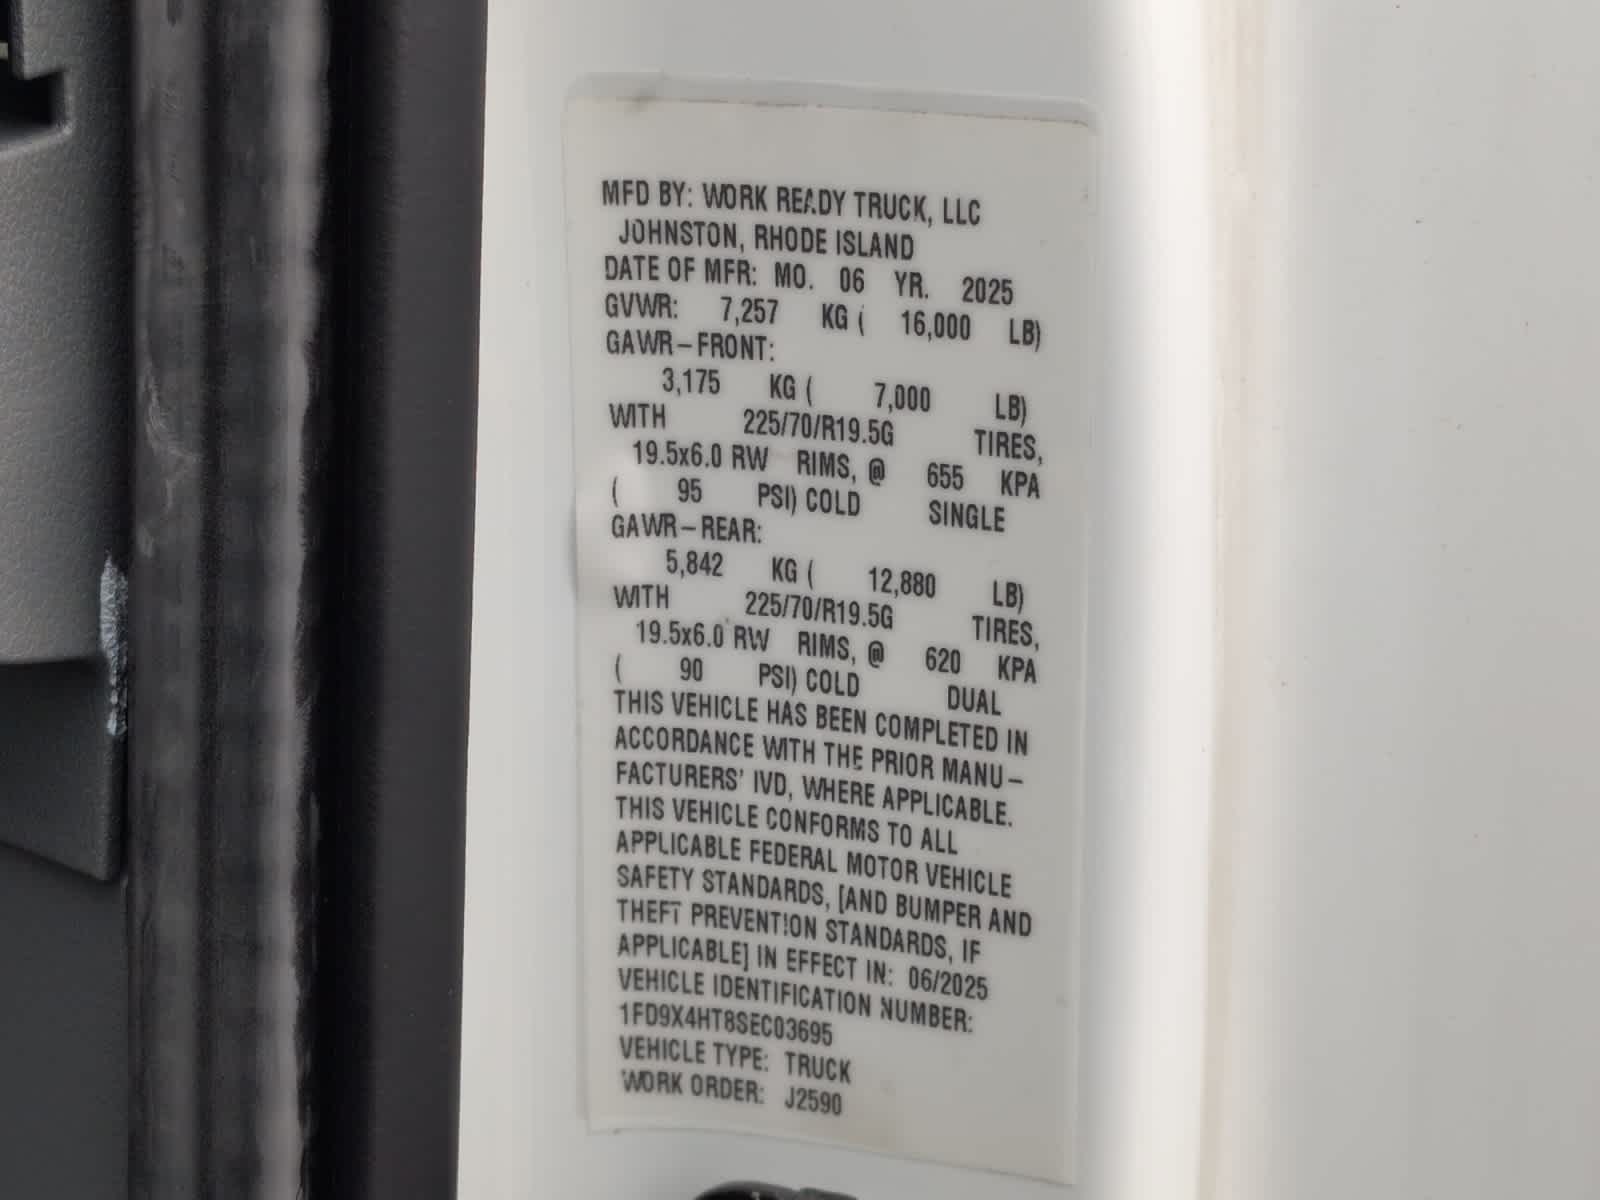 MFD BY: WORK READY TRUCK, LLC
JOHNSTON, RHODE ISLAND
DATE OF MFR: MO. 06 YR. 2025
GVWR: 7,257 KG ( 16,000 LB)
GAWR-FRONT:
3,175 KG ( 7,000 LB)
WITH 225/70/R19.5G TIRES,
19.5x6.0 RW RIMS, @ 655 KPA
( 95 PSI) COLD SINGLE
GAWR-REAR:
5,842 KG ( 12,880 LB)
WITH 225/70/R19.5G TIRES,
19.5x6.0 RW RIMS, @ 620 KPA
( 90 PSI) COLD DUAL
THIS VEHICLE HAS BEEN COMPLETED IN
ACCORDANCE WITH THE PRIOR MANU-
FACTURERS' IVD, WHERE APPLICABLE.
THIS VEHICLE CONFORMS TO ALL
APPLICABLE FEDERAL MOTOR VEHICLE
SAFETY STANDARDS, [AND BUMPER AND
THEFT PREVENTION STANDARDS, IF
APPLICABLE] IN EFFECT IN: 06/2025
VEHICLE IDENTIFICATION NUMBER:
1FD9X4HT8SEC03695
VEHICLE TYPE: TRUCK
WORK ORDER: J2590